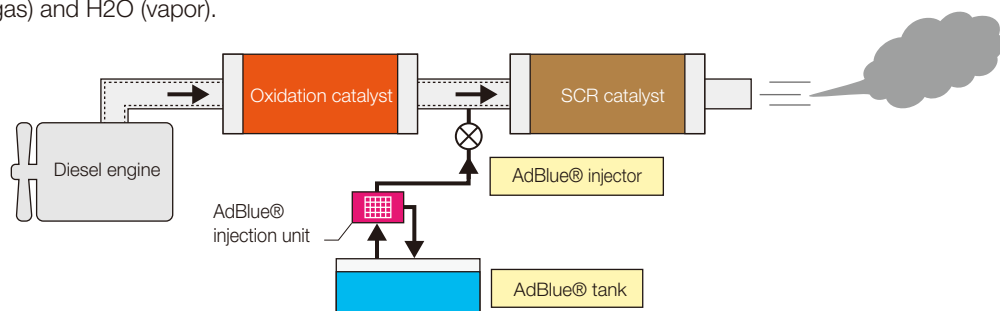 gas) and H2O (vapor).
Oxidation catalyst
SCR catalyst
Diesel engine
AdBlue® injector
AdBlue®
injection unit
AdBlue® tank